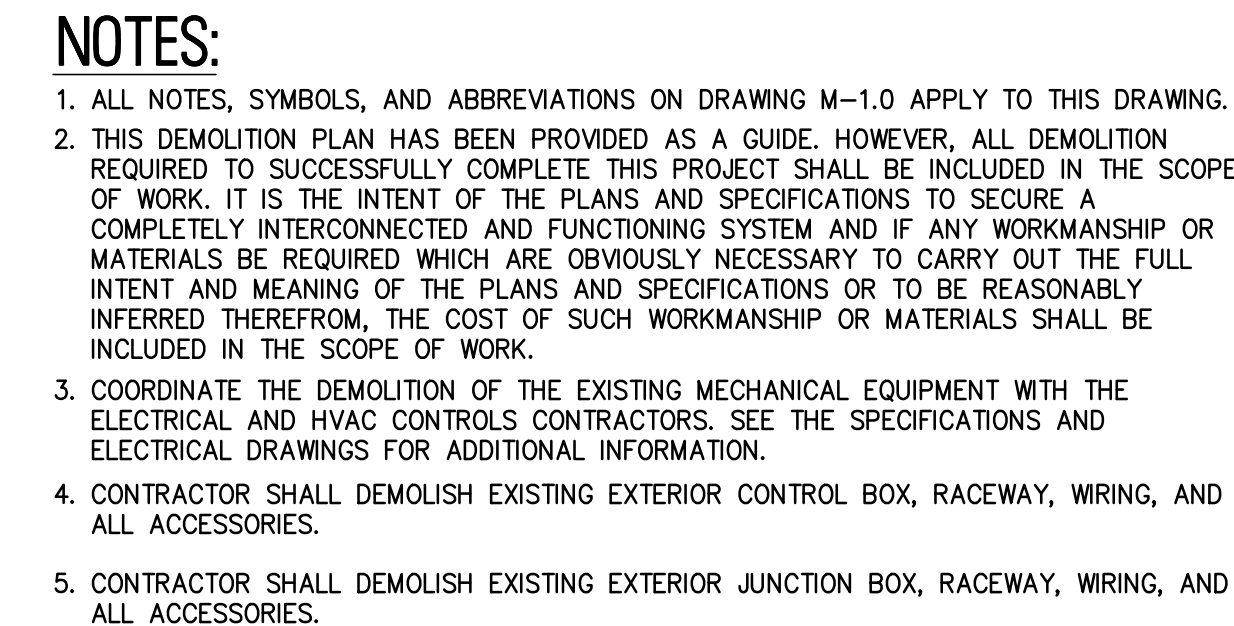 NOTES:
1. ALL NOTES, SYMBOLS, AND ABBREVIATIONS ON DRAWING M-1.0 APPLY TO THIS DRAWING.
2. THIS DEMOLITION PLAN HAS BEEN PROVIDED AS A GUIDE. HOWEVER, ALL DEMOLITION
REQUIRED TO SUCCESSFULLY COMPLETE THIS PROJECT SHALL BE INCLUDED IN THE SCOPE
OF WORK. IT IS THE INTENT OF THE PLANS AND SPECIFICATIONS TO SECURE A
COMPLETELY INTERCONNECTED AND FUNCTIONING SYSTEM AND IF ANY WORKMANSHIP OR
MATERIALS BE REQUIRED WHICH ARE OBVIOUSLY NECESSARY TO CARRY OUT THE FULL
INTENT AND MEANING OF THE PLANS AND SPECIFICATIONS OR TO BE REASONABLY
INFERRED THEREFROM, THE COST OF SUCH WORKMANSHIP OR MATERIALS SHALL BE
INCLUDED IN THE SCOPE OF WORK.
3. COORDINATE THE DEMOLITION OF THE EXISTING MECHANICAL EQUIPMENT WITH THE
ELECTRICAL AND HVAC CONTROLS CONTRACTORS. SEE THE SPECIFICATIONS AND
ELECTRICAL DRAWINGS FOR ADDITIONAL INFORMATION.
4. CONTRACTOR SHALL DEMOLISH EXISTING EXTERIOR CONTROL BOX, RACEWAY, WIRING, AND
ALL ACCESSORIES.
5. CONTRACTOR SHALL DEMOLISH EXISTING EXTERIOR JUNCTION BOX, RACEWAY, WIRING, AND
ALL ACCESSORIES.